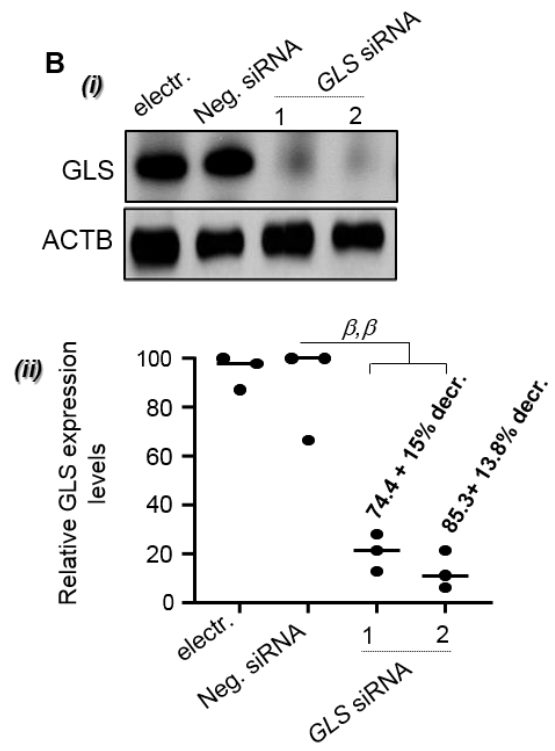 B
(i)
electr.
Neg. siRNA
GLS siRNA
1 2
GLS
ACTB
(ii)
β,β
Relative GLS expression
levels
100
80
60
40
20
0
74.4 + 15% decr.
85.3+ 13.8% decr.
electr.
Neg. siRNA
1 2
GLS siRNA